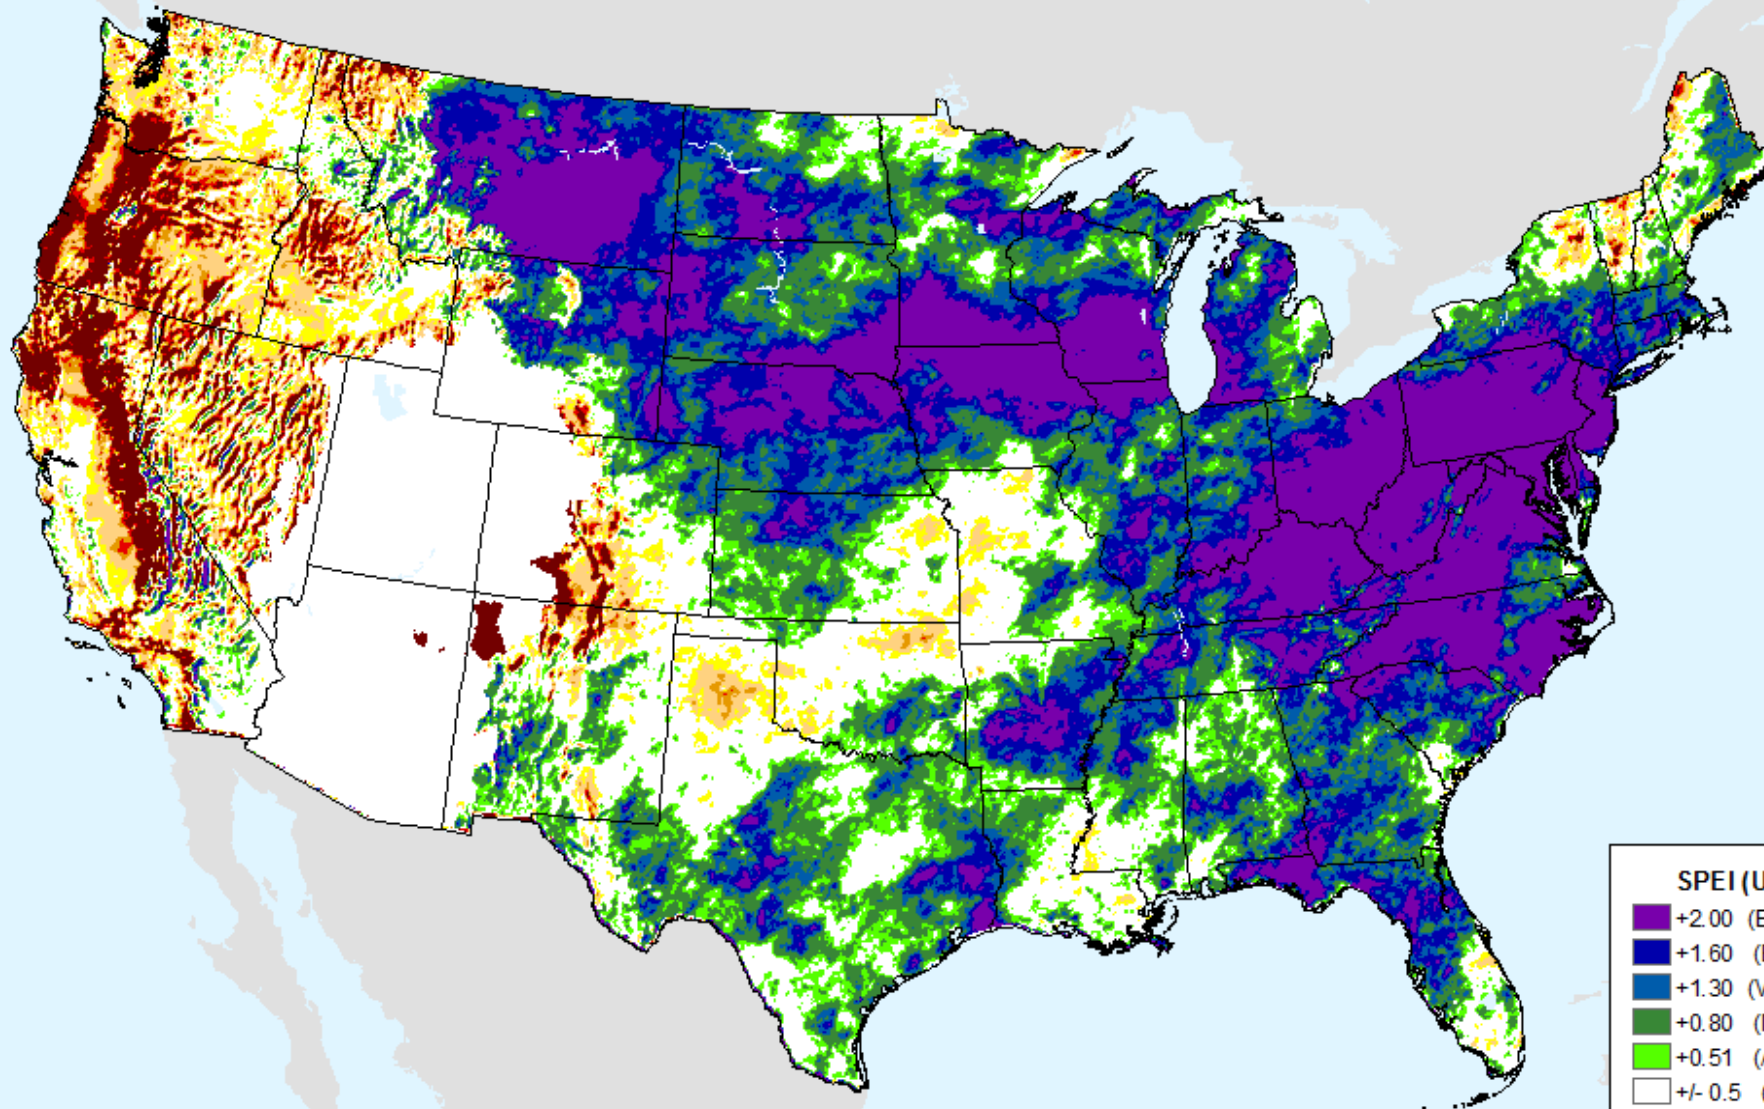 SPEI (U
+2.00 (E
+1.60 (
+1.30 (V
+0.80 (
+0.51 (
+/- 0.5 (